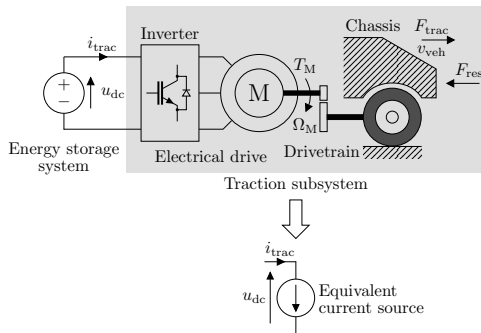 Inverter
Chassis
F_trac
v_veh
F_res
i_trac
u_dc
+
−
M
T_M
Ω_M
Energy storage
system
Electrical drive
Drivetrain
Traction subsystem
i_trac
u_dc
Equivalent
current source